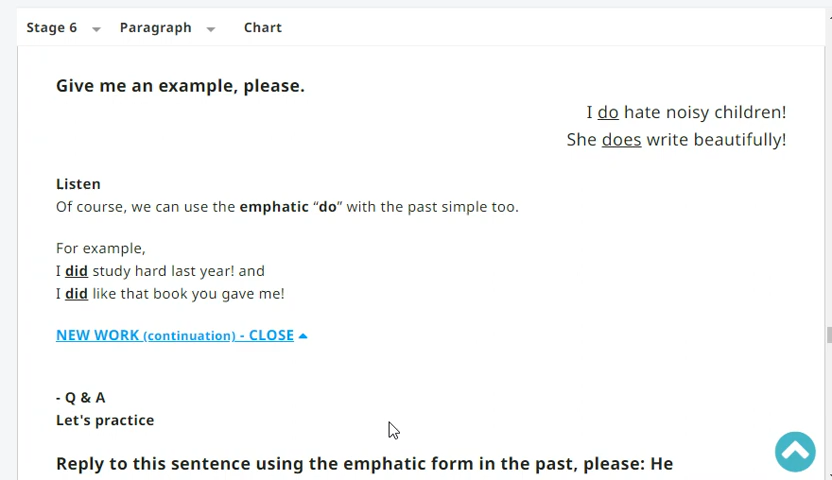 Stage 6 Paragraph Chart
Give me an example, please.
I do hate noisy children!
She does write beautifully!
Listen
Of course, we can use the emphatic “do” with the past simple too.
For example,
I did study hard last year! and
I did like that book you gave me!
NEW WORK (continuation) - CLOSE
- Q & A
Let's practice
Reply to this sentence using the emphatic form in the past, please: He